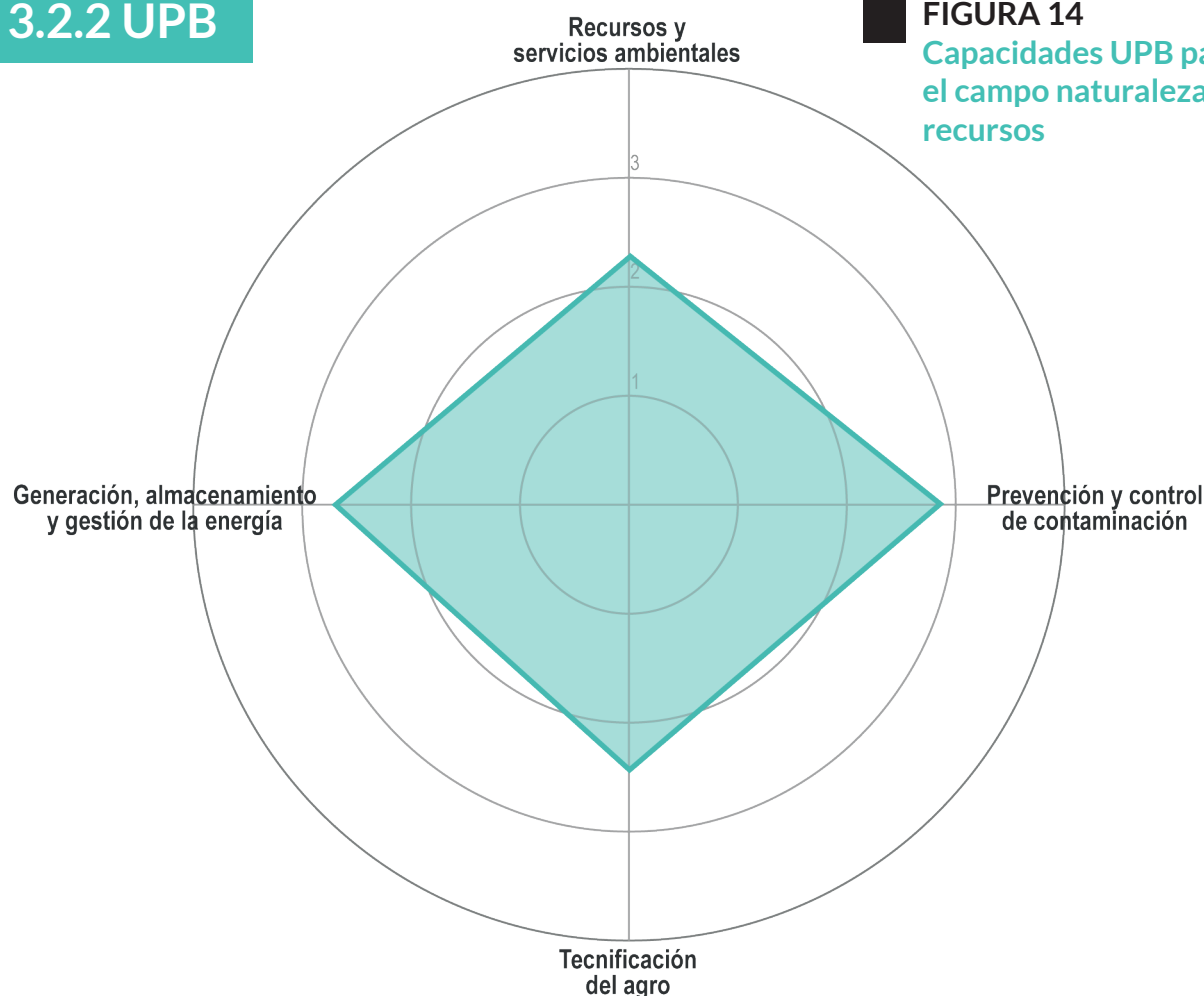 3.2.2 UPB
FIGURA 14
Capacidades UPB pa
el campo naturaleza
recursos
Recursos y
servicios ambientales
3
2
1
Generación, almacenamiento
y gestión de la energía
Prevención y control
de contaminación
Tecnificación
del agro